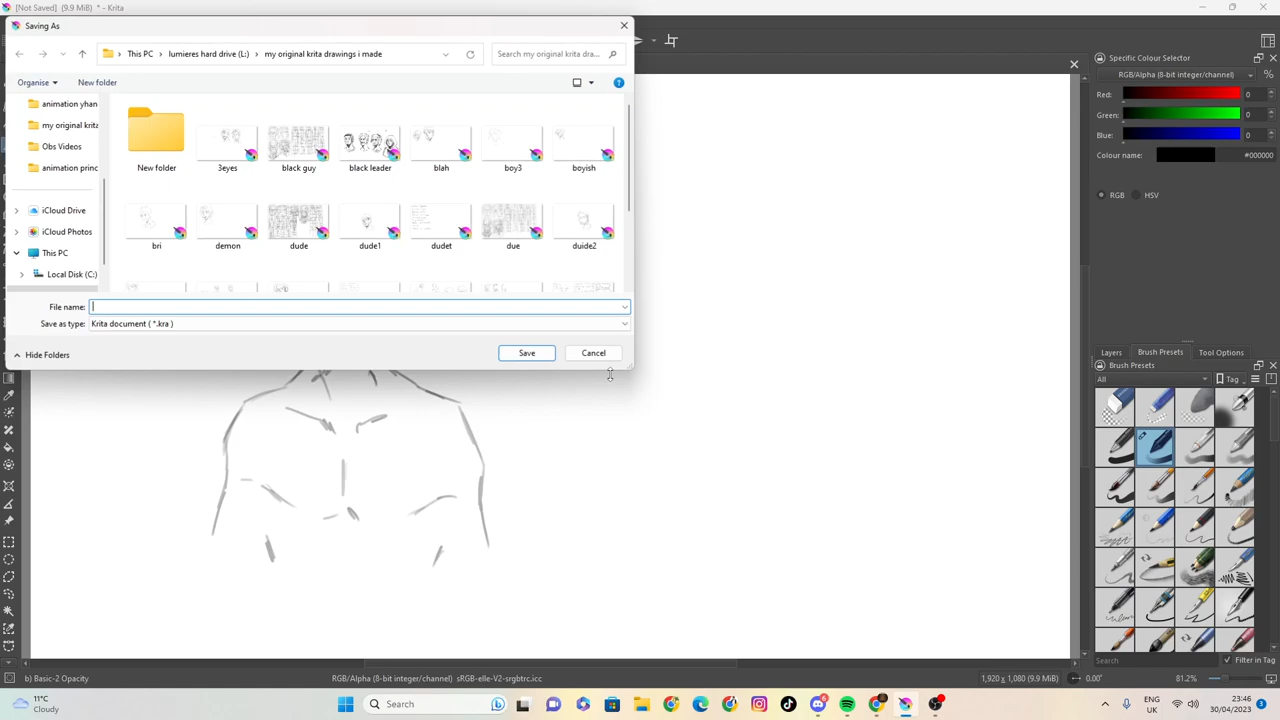 [Not Saved] (9.9 MiB) * - Krita
Saving As
This PC > lumieres hard drive (L:) > my original krita drawings i made
Search my original krita dra...
Organise
New folder
animation yhan
my original krita
Obs Videos
animation princ
iCloud Drive
iCloud Photos
This PC
Local Disk (C:)
New folder
3eyes
black guy
black leader
blah
boy3
boyish
bri
demon
dude
dude1
dudet
due
duide2
File name:
Save as type: Krita document ( *.kra )
Hide Folders
Save
Cancel
Specific Colour Selector
RGB/Alpha (8-bit integer/channel)
%
Red: 0
Green: 0
Blue: 0
Colour name: #000000
RGB HSV
Layers Brush Presets Tool Options
Brush Presets
All
Tag
Search
Filter in Tag
b) Basic-2 Opacity
RGB/Alpha (8-bit integer/channel) sRGB-elle-V2-srgbtrc.icc
1,920 x 1,080 (9.9 MiB)
0.00°
81.2%
11°C
Cloudy
Search
6
ENG
UK
23:46
30/04/2023
3